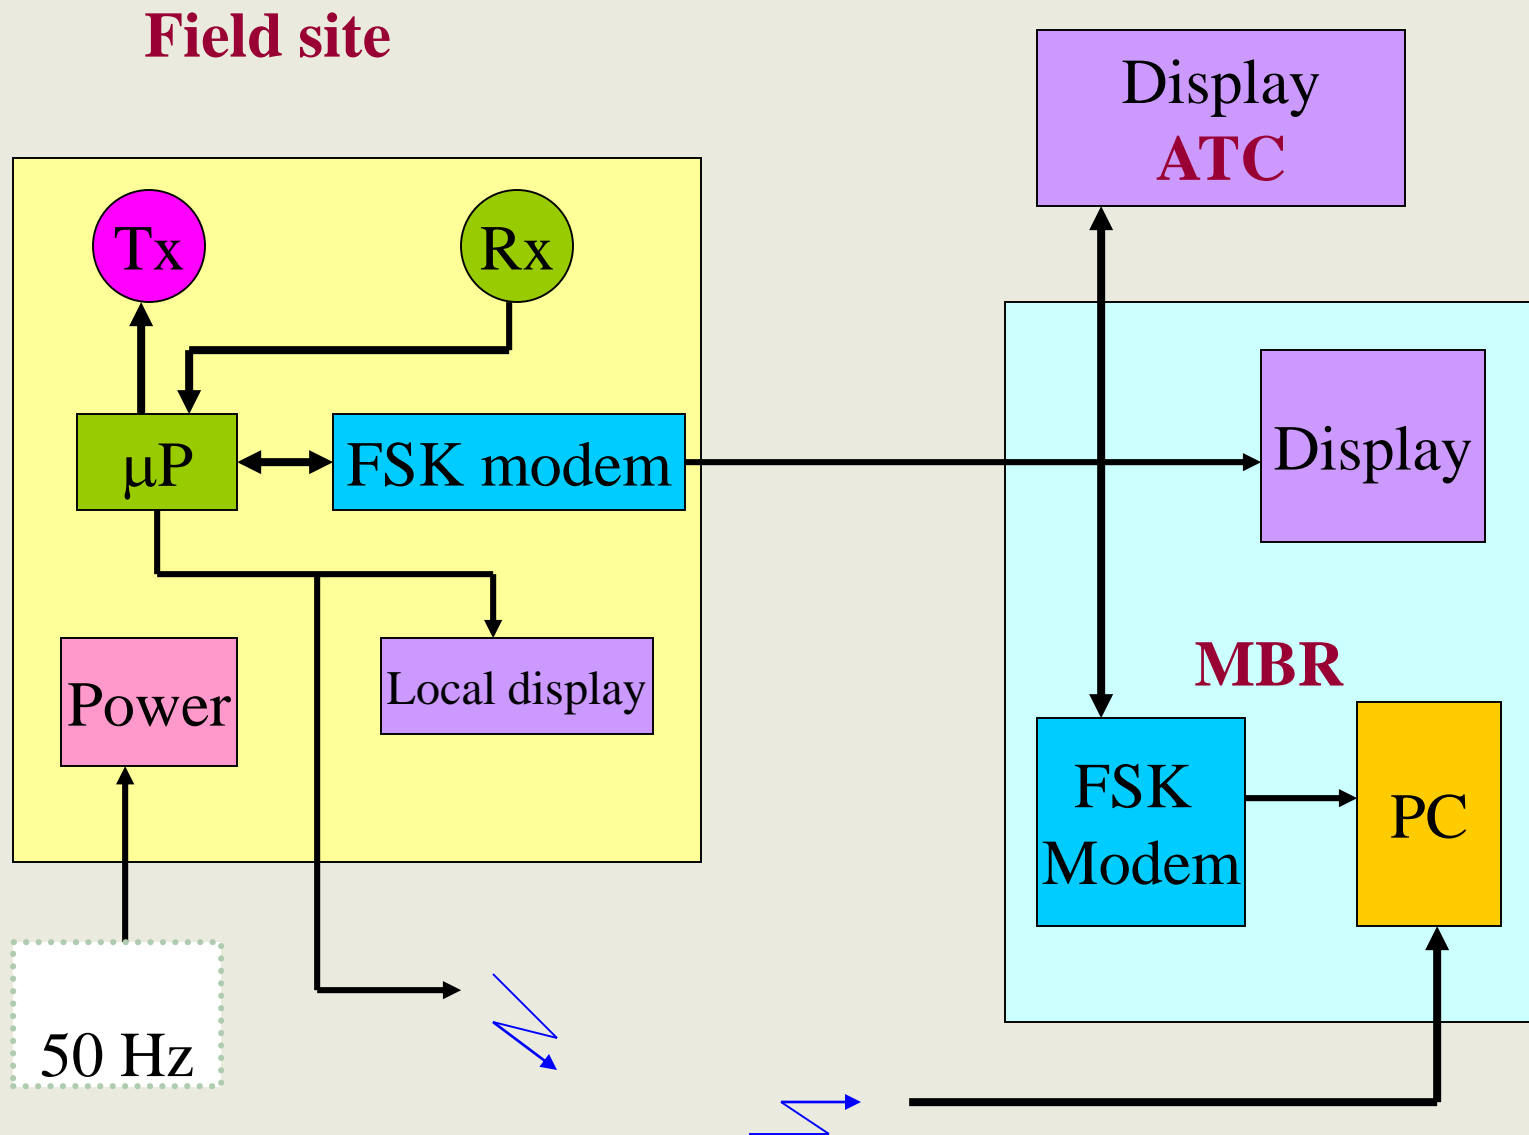 Field site
Display
ATC
Tx
Rx
μP
FSK modem
Display
Power
Local display
MBR
FSK
Modem
PC
50 Hz